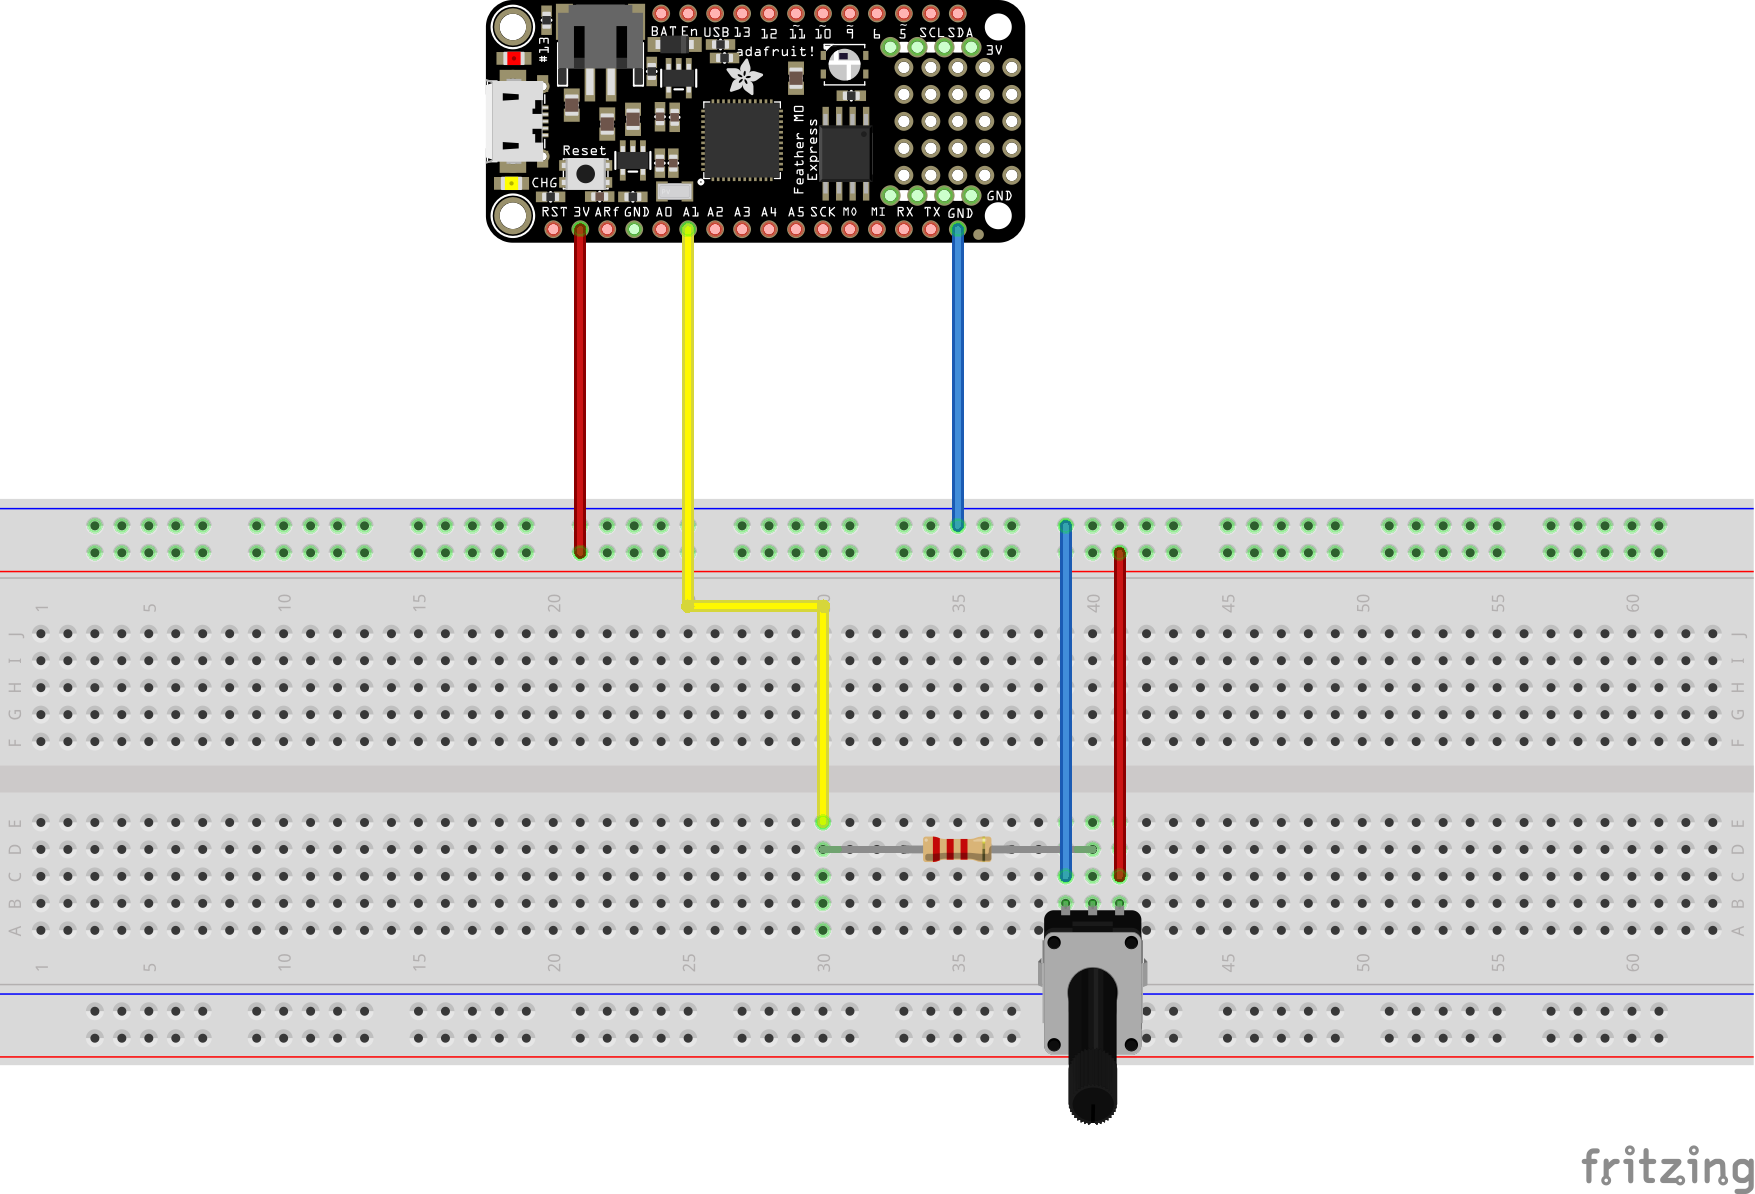 BAT En USB 13 12 11 10 9 6 5 SCL SDA
#13
adafruit!
3V
Feather M0
Express
Reset
CHG
GND
RST 3V ARf GND A0 A1 A2 A3 A4 A5 SCK M0 MI RX TX GND
1 5 10 15 20 30 35 40 45 50 55 60
J J
I I
H H
G G
F F
E E
D D
C C
B B
A A
1 5 10 15 20 25 30 35 45 50 55 60
fritzing